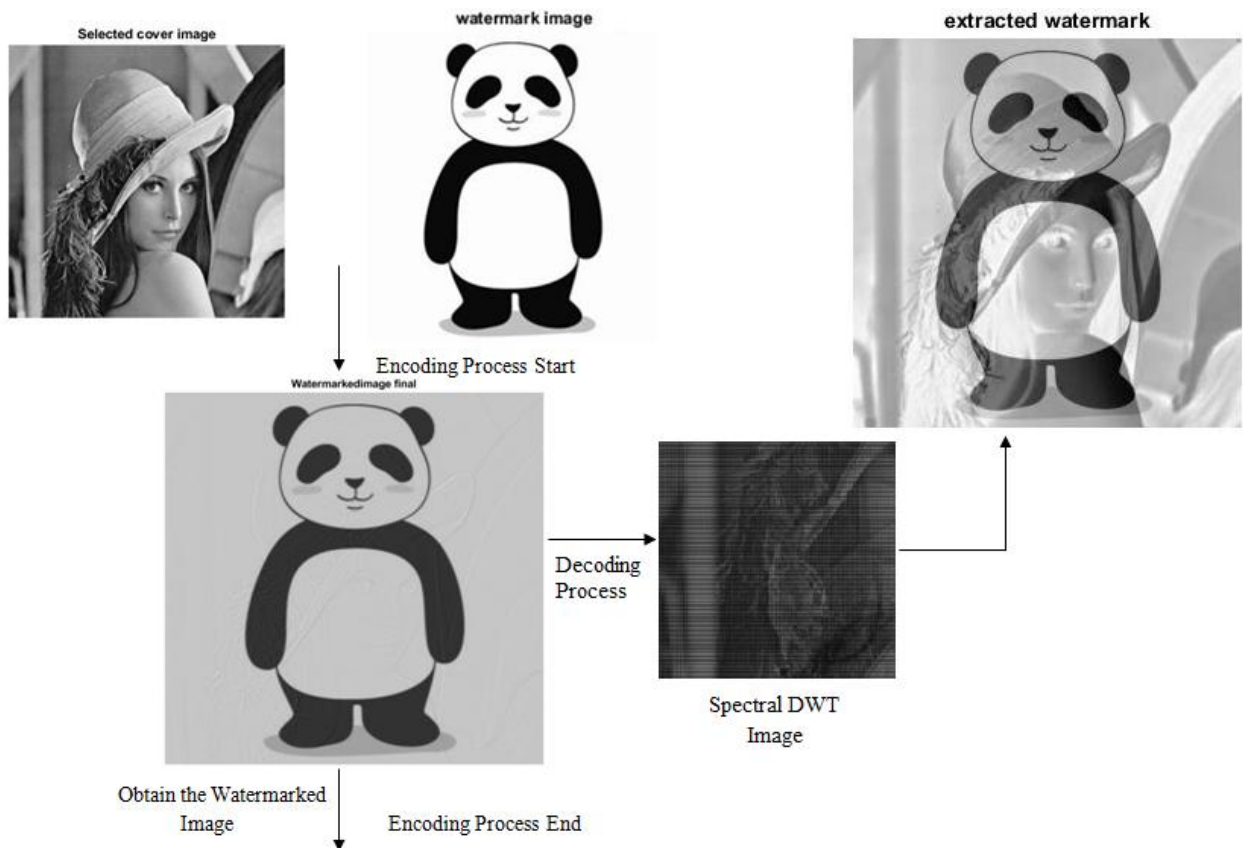 Selected cover image
watermark image
extracted watermark
Encoding Process Start
Watermarkedimage final
Decoding
Process
Spectral DWT
Image
Obtain the Watermarked
Image
Encoding Process End